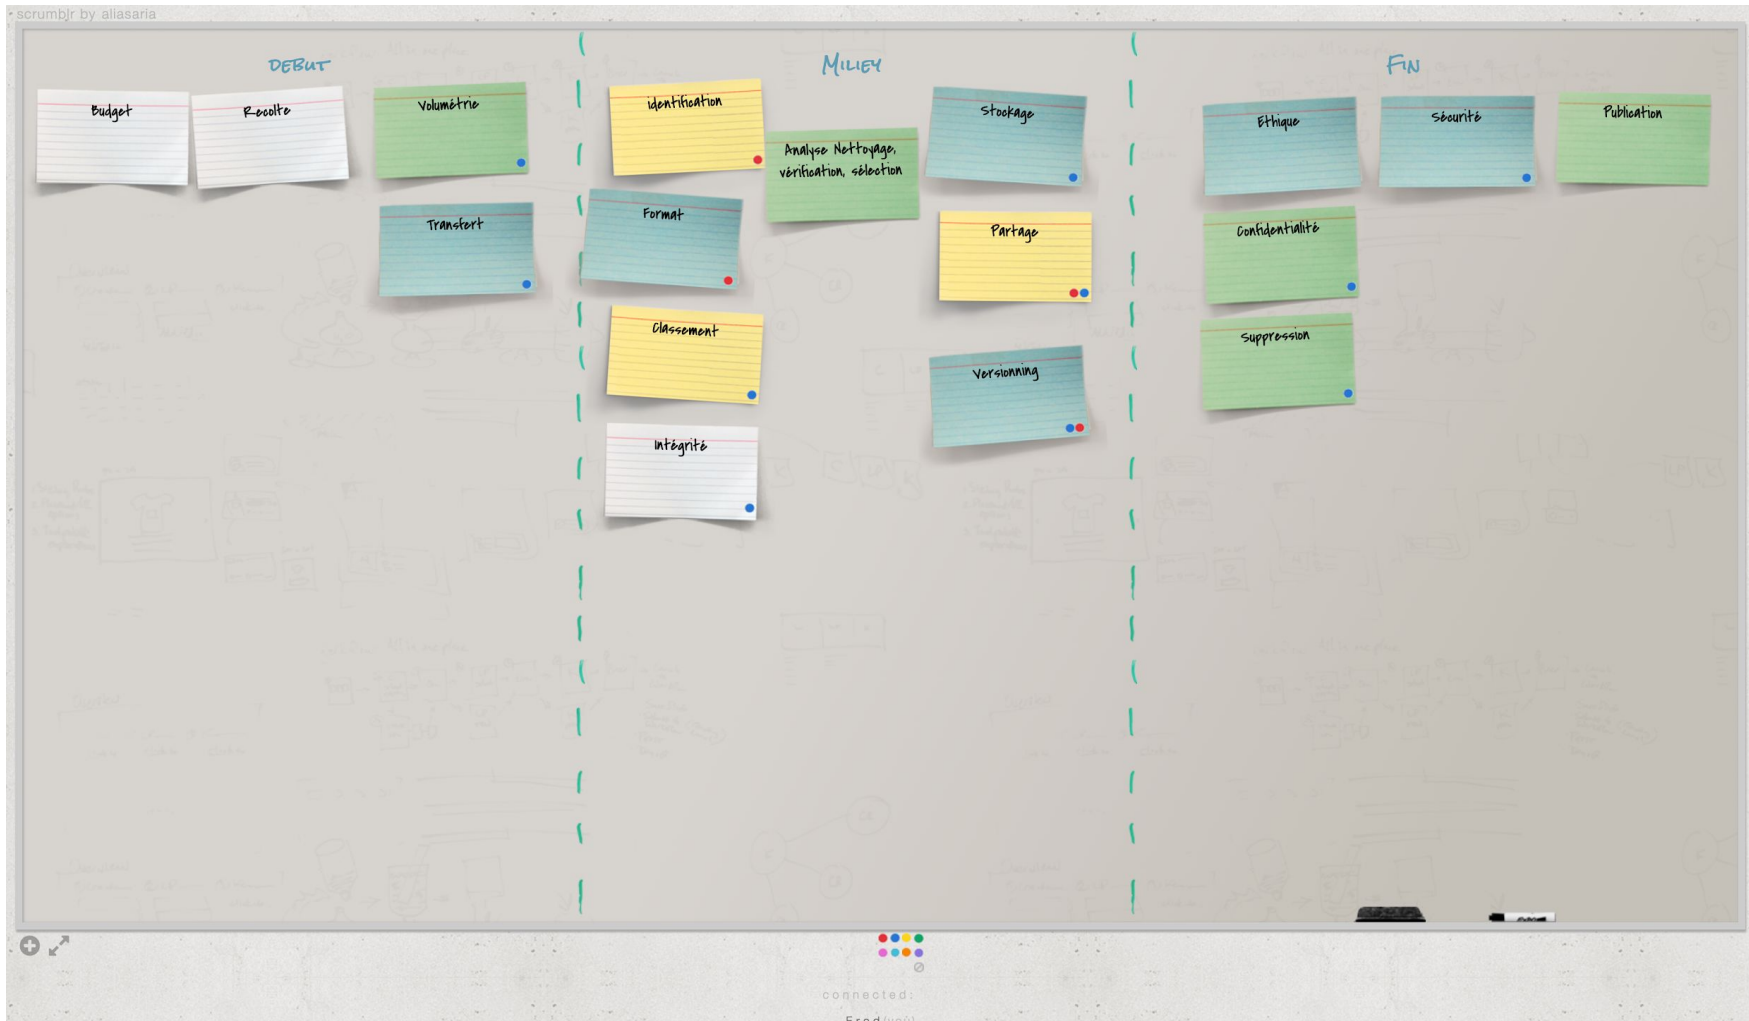 scrumblr by aliasaria
DEBUT
MILIEY
FIN
Budget
Recolte
Volumétrie
Transfert
identification
Analyse Nettoyage,
vérification, sélection
Stockage
Format
Partage
Classement
Versionning
Intégrité
Ethique
Sécurité
Publication
Confidentialité
Suppression
connected: